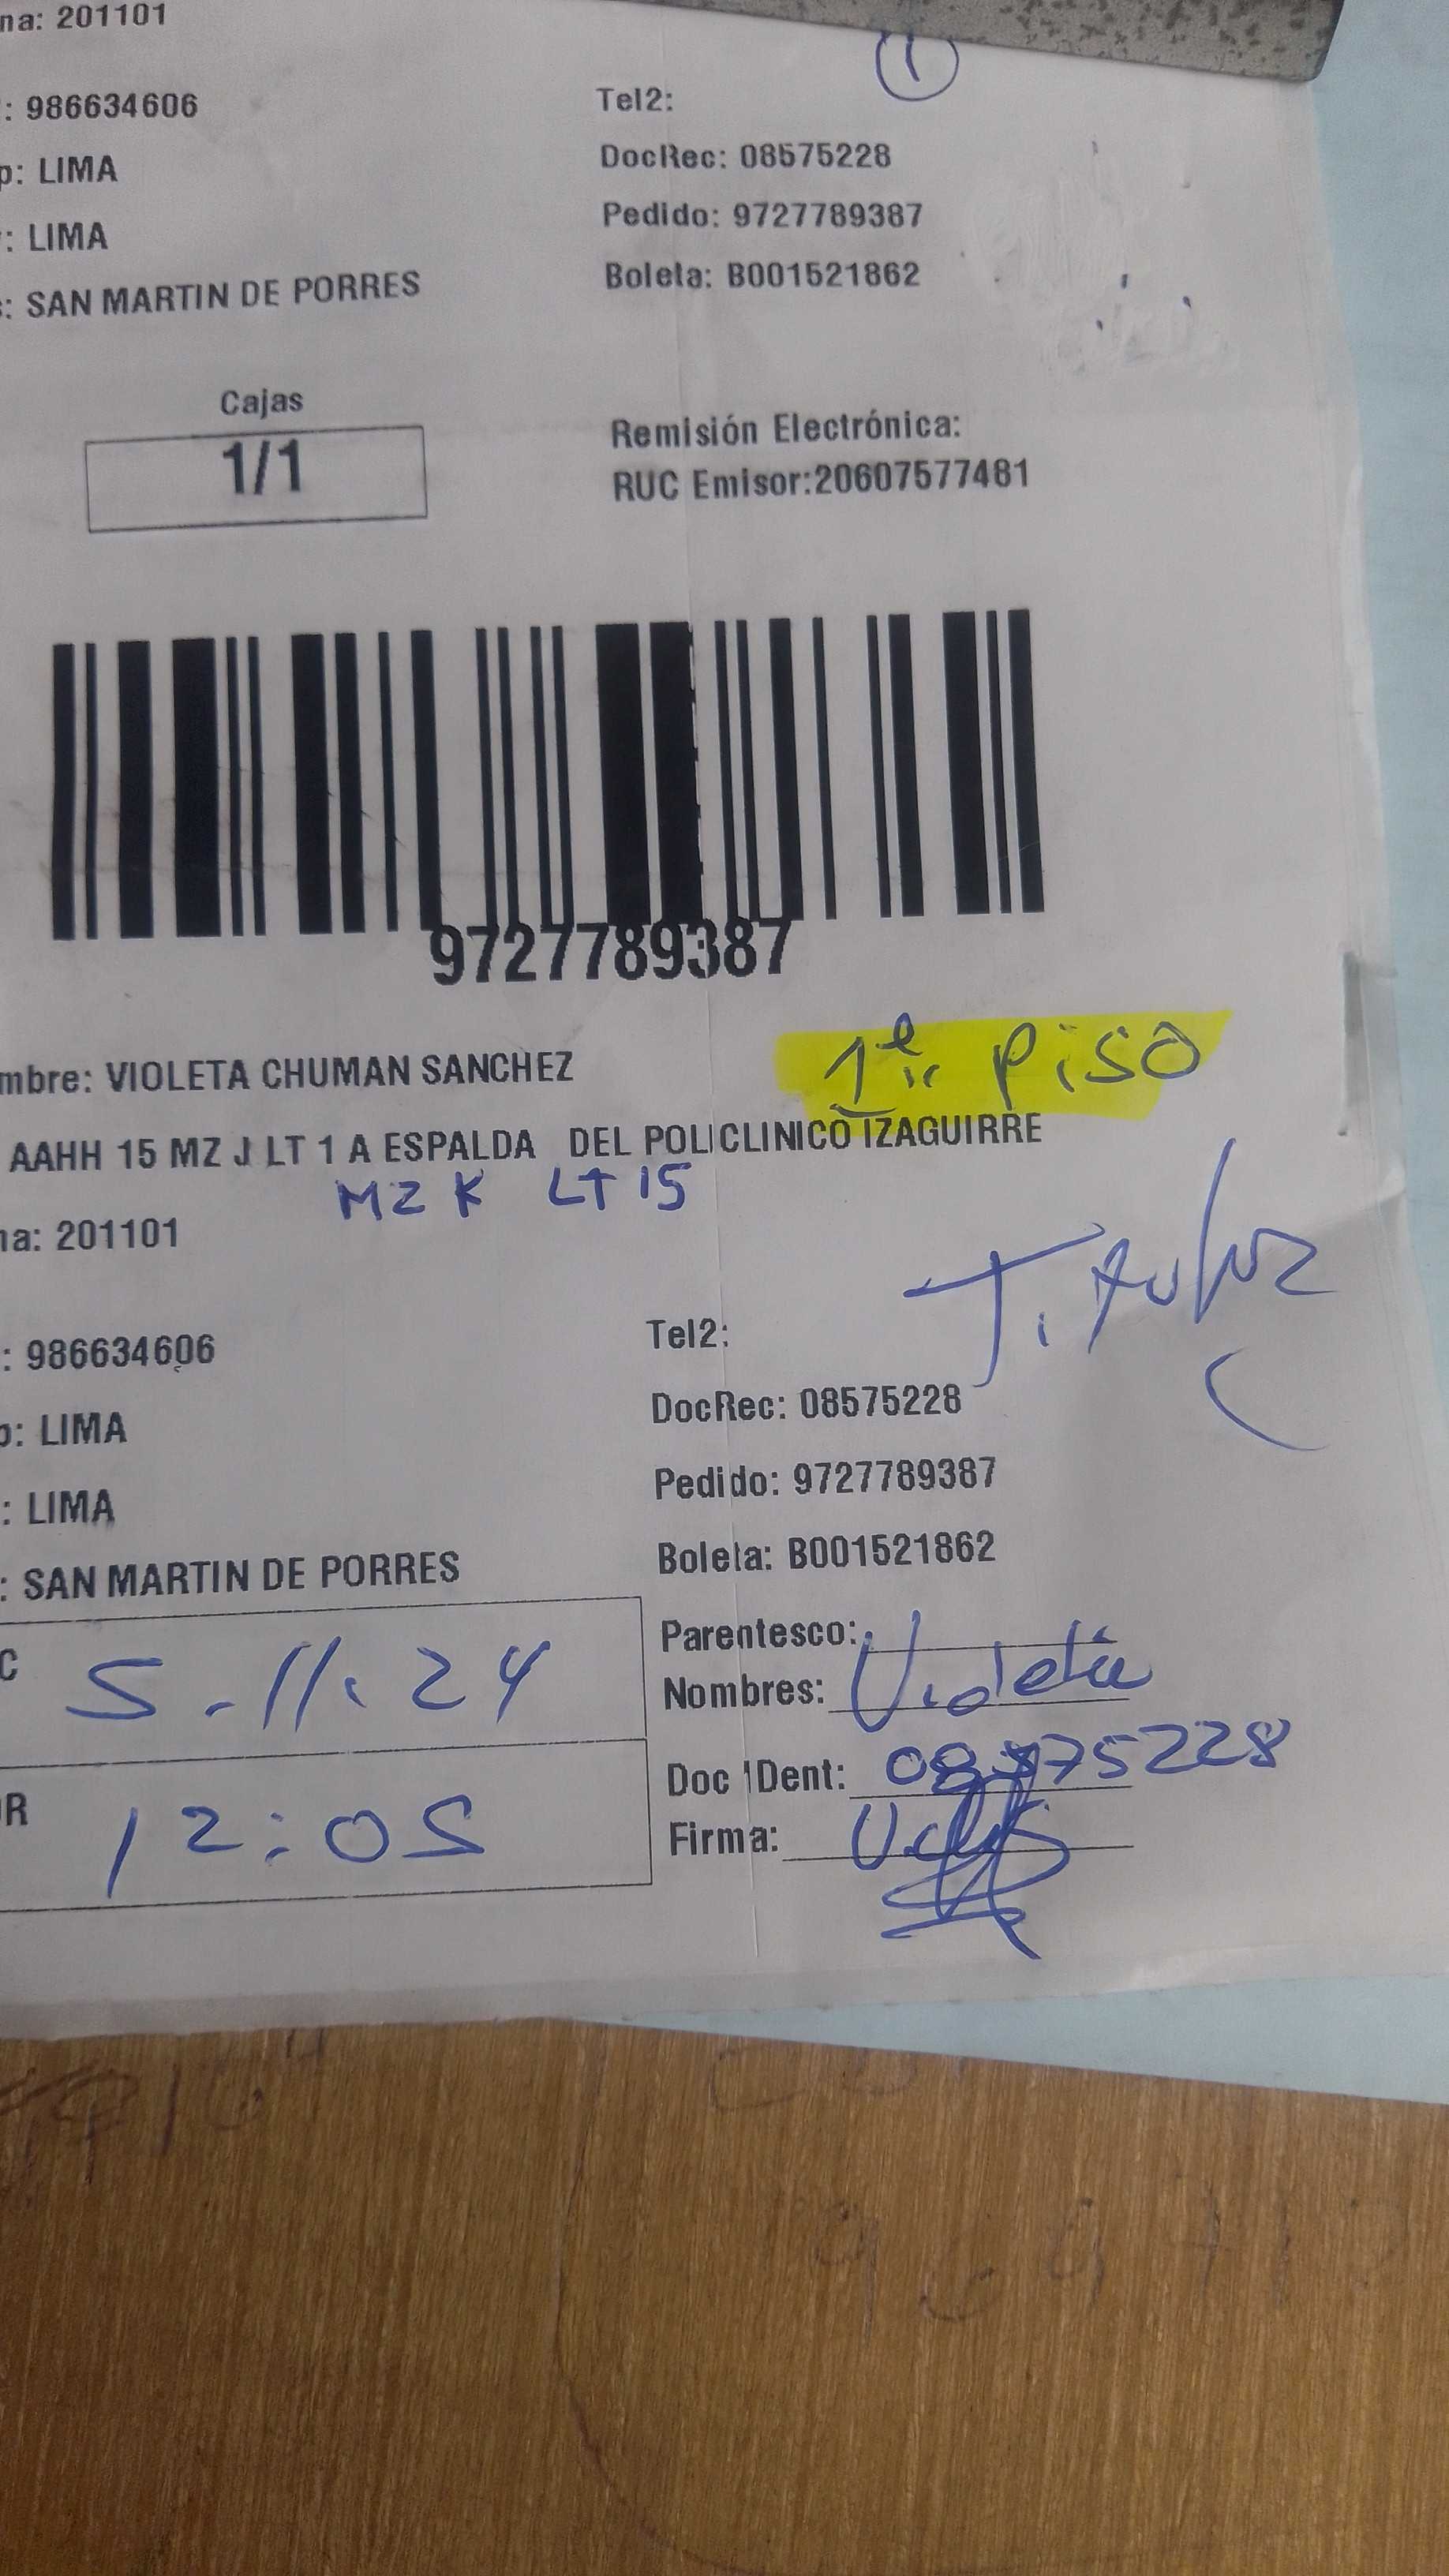 na: 201101
1
: 986634606
Tel2:
p: LIMA
DocRec: 08575228
: LIMA
Pedido: 9727789387
: SAN MARTIN DE PORRES
Boleta: B001521862
Cajas
1/1
Remisión Electrónica:
RUC Emisor:20607577481
9727789387
1er piso
mbre: VIOLETA CHUMAN SANCHEZ
AAHH 15 MZ J LT 1 A ESPALDA DEL POLICLINICO IZAGUIRRE
MZ K LT 15
na: 201101
Titular
: 986634606
Tel2:
DocRec: 08575228
: LIMA
Pedido: 9727789387
: LIMA
Boleta: B001521862
: SAN MARTIN DE PORRES
C 5.11.24
Parentesco:
Nombres: Violeta
Doc IDent: 08575228
OR 12:05
Firma: